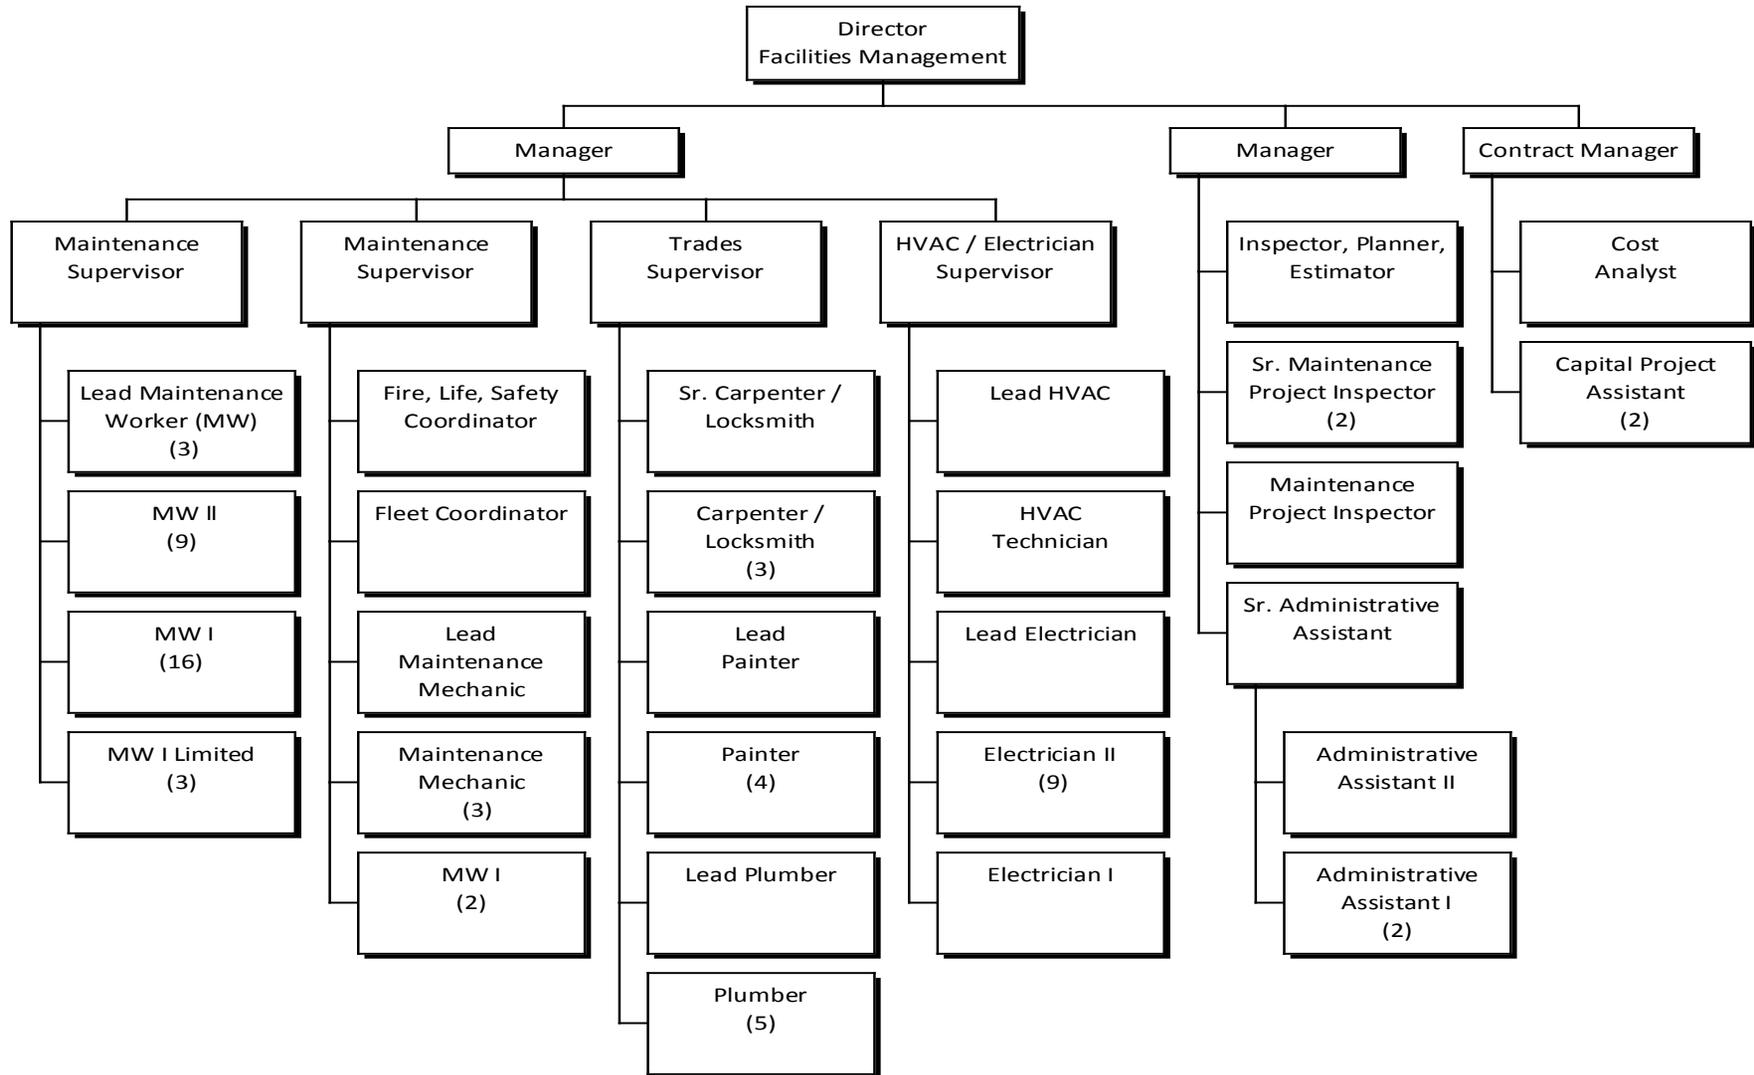 Director
Facilities Management
Manager
Manager
Contract Manager
Maintenance
Supervisor
Maintenance
Supervisor
Trades
Supervisor
HVAC / Electrician
Supervisor
Inspector, Planner,
Estimator
Cost
Analyst
Lead Maintenance
Worker (MW)
(3)
MW ll
(9)
MW I
(16)
MW I Limited
(3)
Fire, Life, Safety
Coordinator
Fleet Coordinator
Lead
Maintenance
Mechanic
Maintenance
Mechanic
(3)
MW I
(2)
Sr. Carpenter /
Locksmith
Carpenter /
Locksmith
(3)
Lead
Painter
Painter
(4)
Lead Plumber
Plumber
(5)
Lead HVAC
HVAC
Technician
Lead Electrician
Electrician II
(9)
Electrician I
Sr. Maintenance
Project Inspector
(2)
Maintenance
Project Inspector
Sr. Administrative
Assistant
Administrative
Assistant II
Administrative
Assistant I
(2)
Capital Project
Assistant
(2)